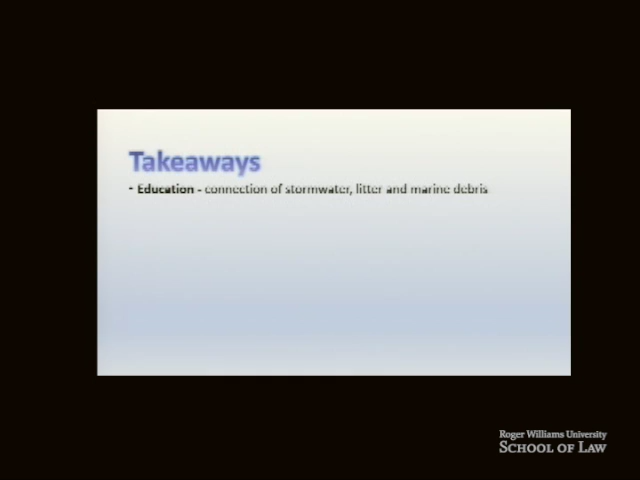 Takeaways
- Education - connection of stormwater, litter and marine debris
Roger Williams University
SCHOOL OF LAW